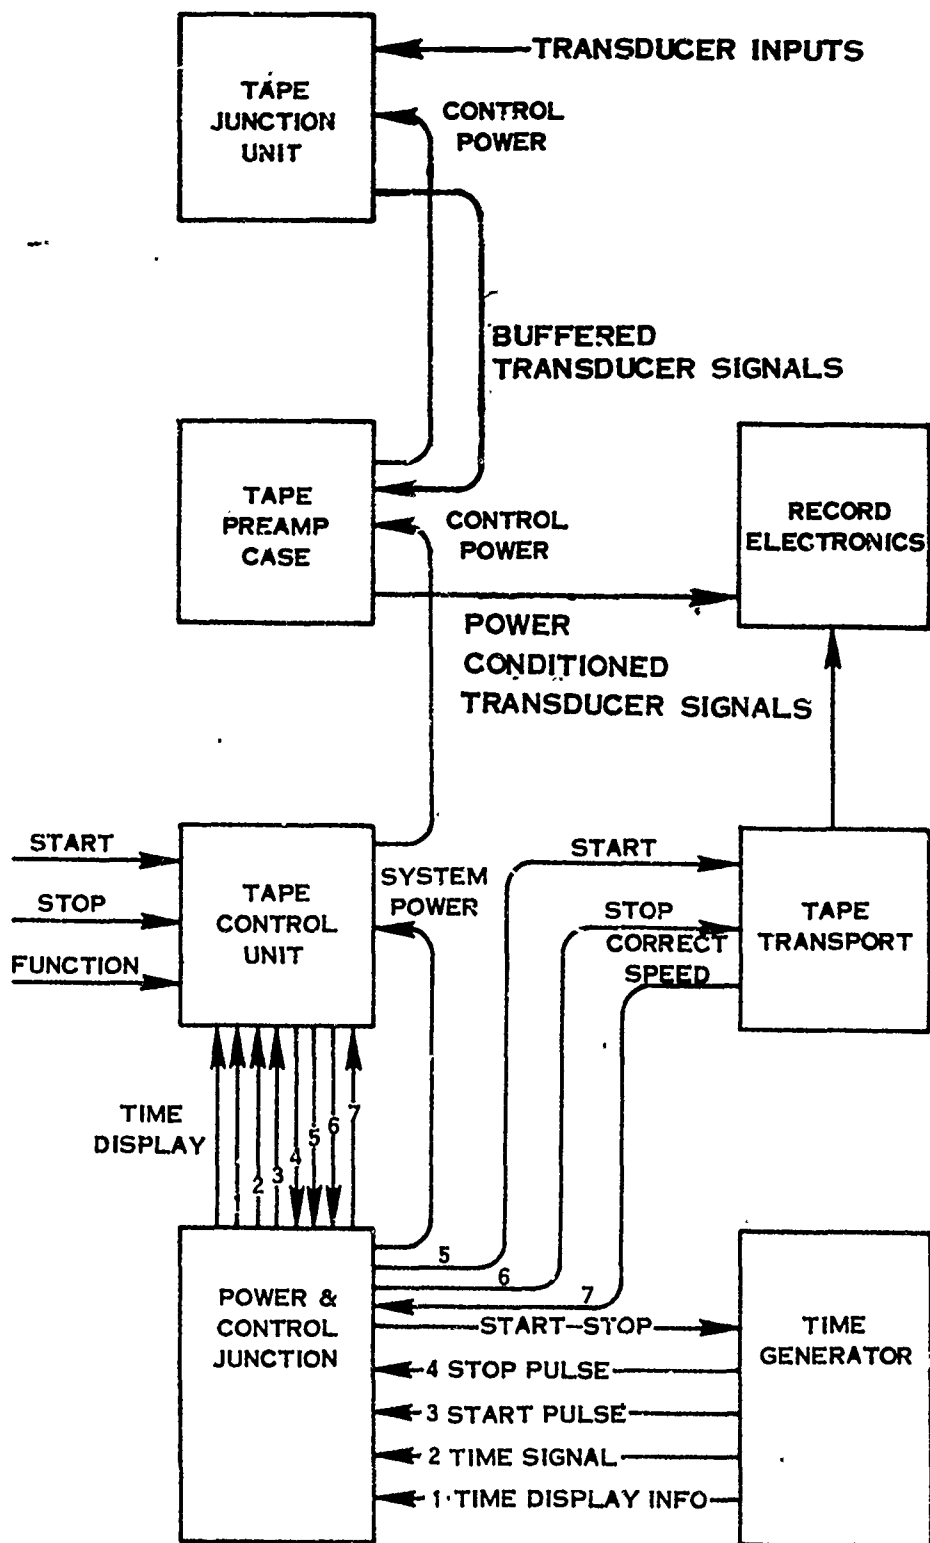 TAPE
JUNCTION
UNIT
TRANSDUCER INPUTS
CONTROL
POWER
BUFFERED
TRANSDUCER SIGNALS
TAPE
PREAMP
CASE
CONTROL
POWER
RECORD
ELECTRONICS
POWER
CONDITIONED
TRANSDUCER SIGNALS
START
STOP
FUNCTION
TAPE
CONTROL
UNIT
SYSTEM
POWER
START
STOP
CORRECT
SPEED
TAPE
TRANSPORT
TIME
DISPLAY
2
3
4
5
6
7
5
6
7
POWER &
CONTROL
JUNCTION
START-STOP
4 STOP PULSE
3 START PULSE
2 TIME SIGNAL
1 TIME DISPLAY INFO
TIME
GENERATOR